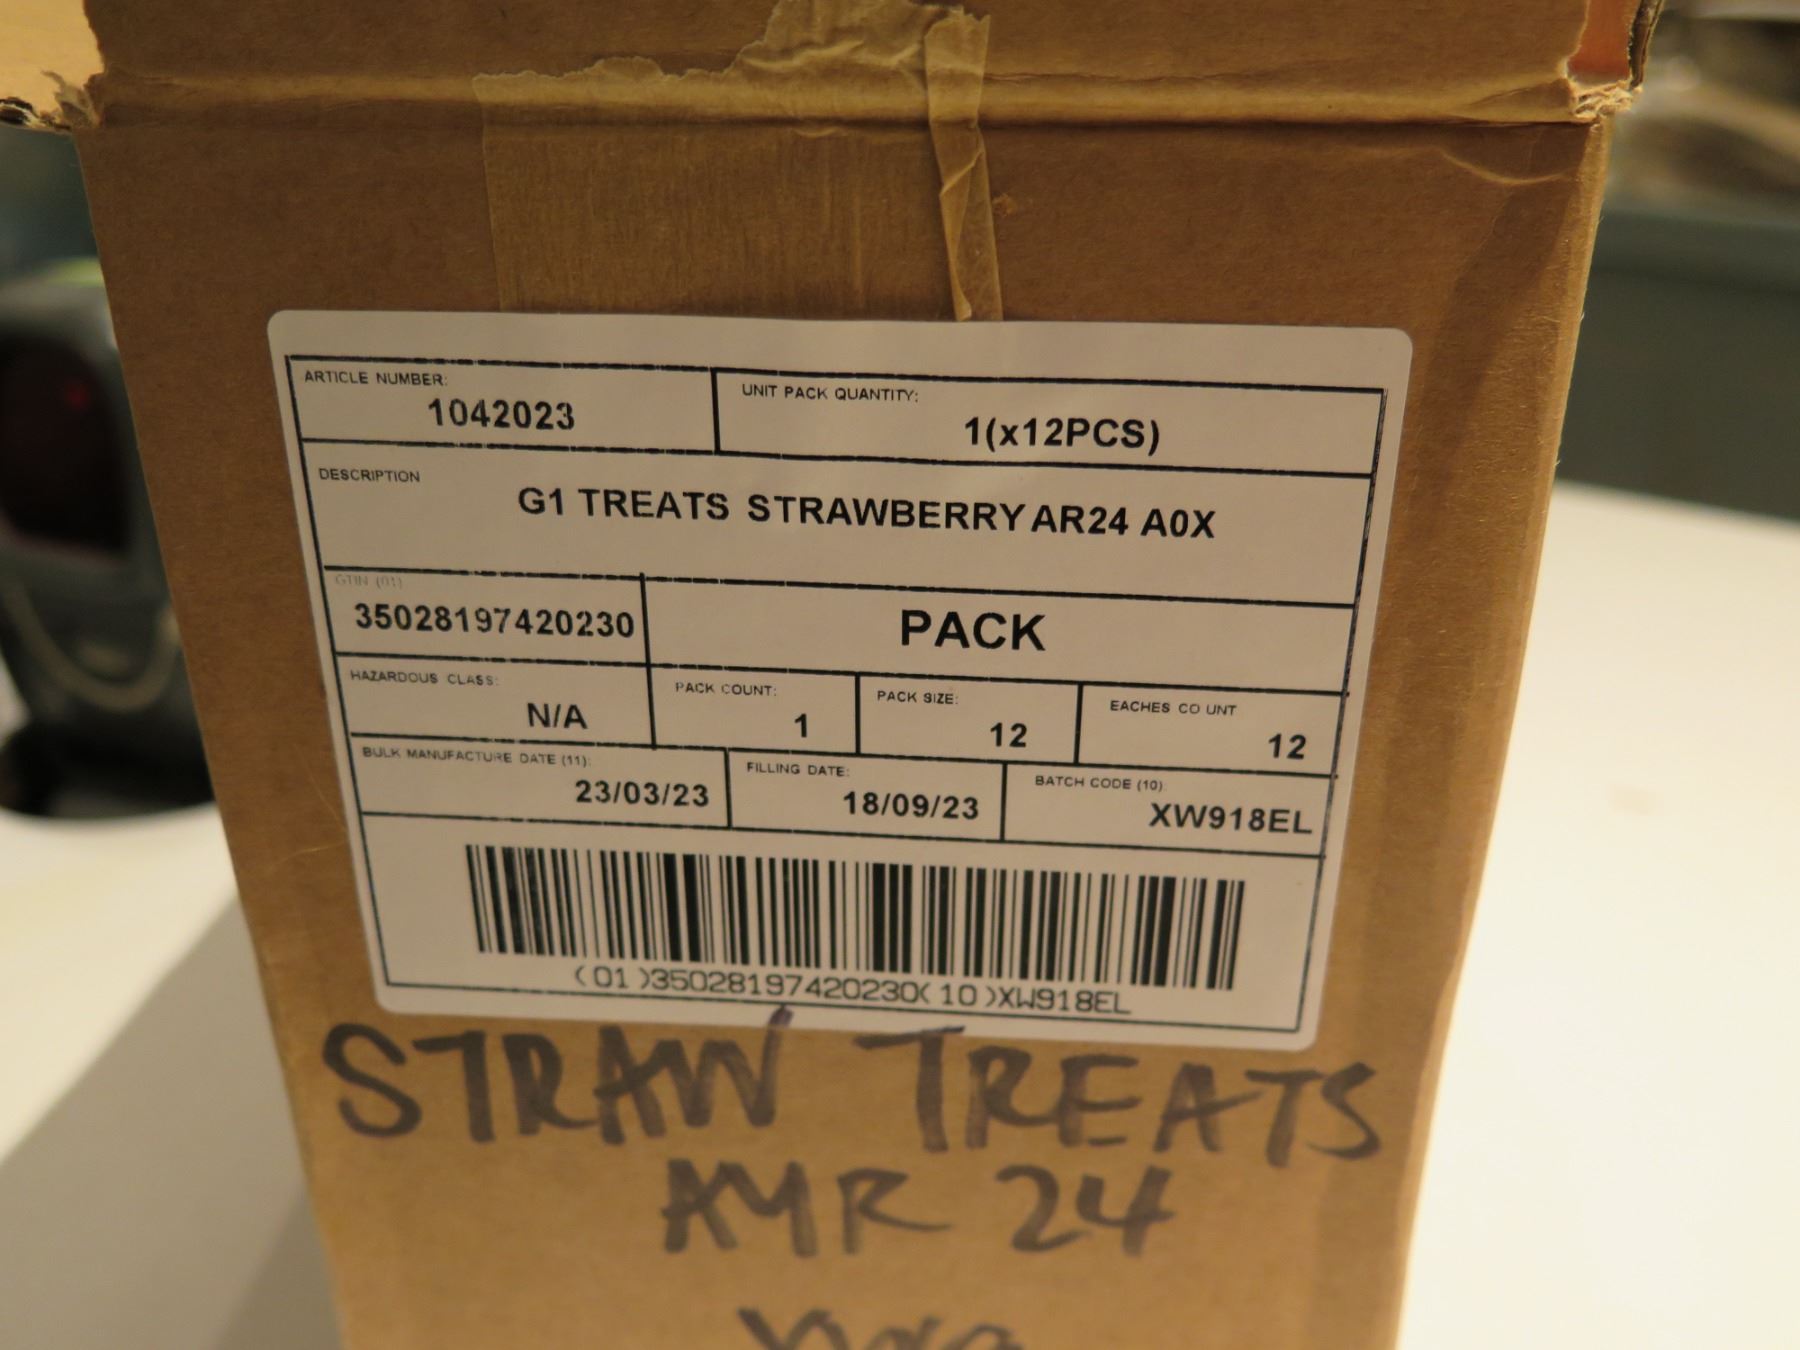 ARTICLE NUMBER:
1042023
UNIT PACK QUANTITY:
1(x12PCS)
DESCRIPTION
G1 TREATS STRAWBERRY AR24 A0X
GTIN (01)
35028197420230
PACK
HAZARDOUS CLASS:
N/A
PACK COUNT:
1
PACK SIZE:
12
EACHES CO UNT
12
BULK MANUFACTURE DATE (11):
23/03/23
FILLING DATE:
18/09/23
BATCH CODE (10)
XW918EL
(01)35028197420230(10)XW918EL
STRAW TREATS
AYR 24